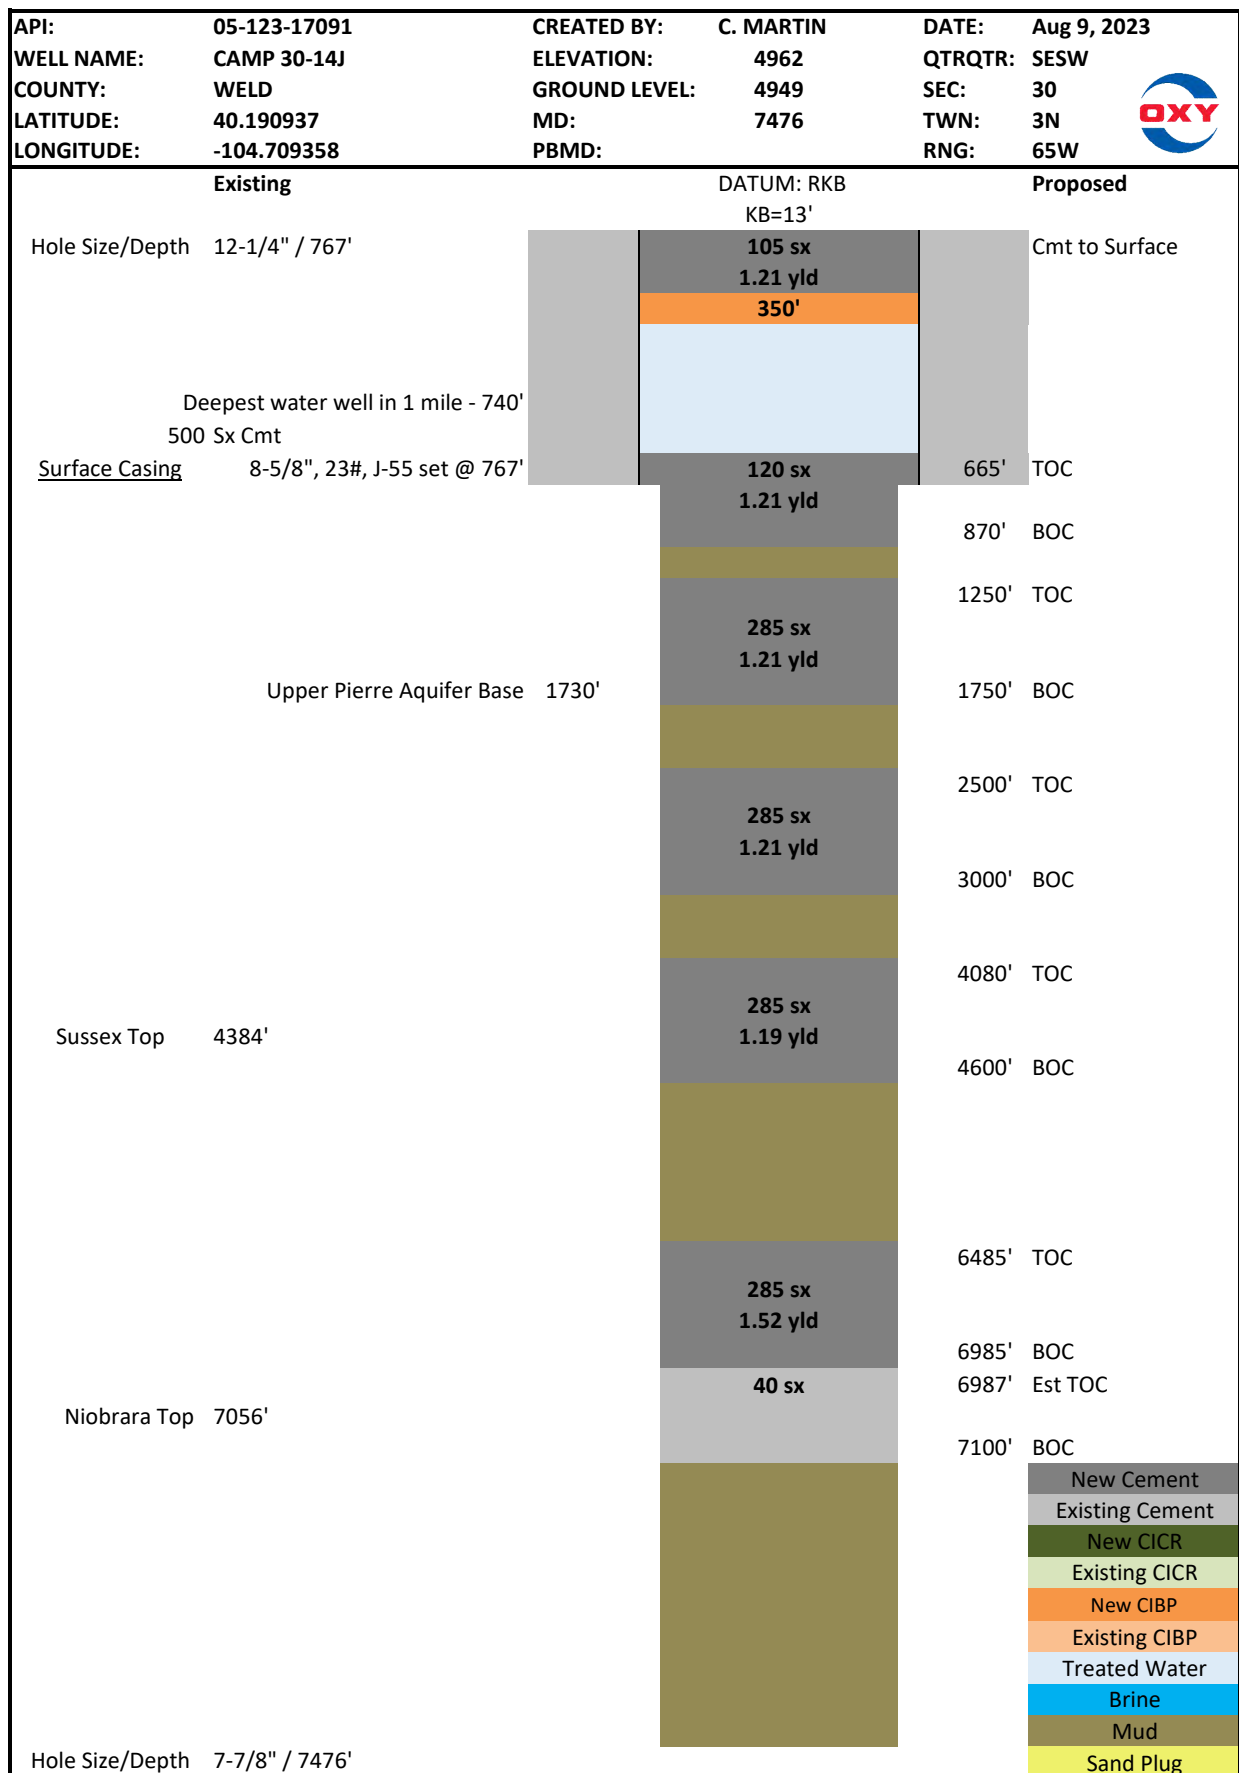 API: 05-123-17091 CREATED BY: C. MARTIN DATE: Aug 9, 2023
WELL NAME: CAMP 30-14J ELEVATION: 4962 QTRQTR: SESW
COUNTY: WELD GROUND LEVEL: 4949 SEC: 30
LATITUDE: 40.190937 MD: 7476 TWN: 3N
LONGITUDE: -104.709358 PBMD: RNG: 65W
OXY
Existing DATUM: RKB Proposed
KB=13'
Hole Size/Depth 12-1/4" / 767' 105 sx Cmt to Surface
1.21 yld
350'
Deepest water well in 1 mile - 740'
500 Sx Cmt
Surface Casing 8-5/8", 23#, J-55 set @ 767' 120 sx 665' TOC
1.21 yld
870' BOC
1250' TOC
285 sx
1.21 yld
Upper Pierre Aquifer Base 1730' 1750' BOC
2500' TOC
285 sx
1.21 yld
3000' BOC
4080' TOC
285 sx
Sussex Top 4384' 1.19 yld
4600' BOC
6485' TOC
285 sx
1.52 yld
6985' BOC
40 sx 6987' Est TOC
Niobrara Top 7056'
7100' BOC
New Cement
Existing Cement
New CICR
Existing CICR
New CIBP
Existing CIBP
Treated Water
Brine
Mud
Hole Size/Depth 7-7/8" / 7476' Sand Plug